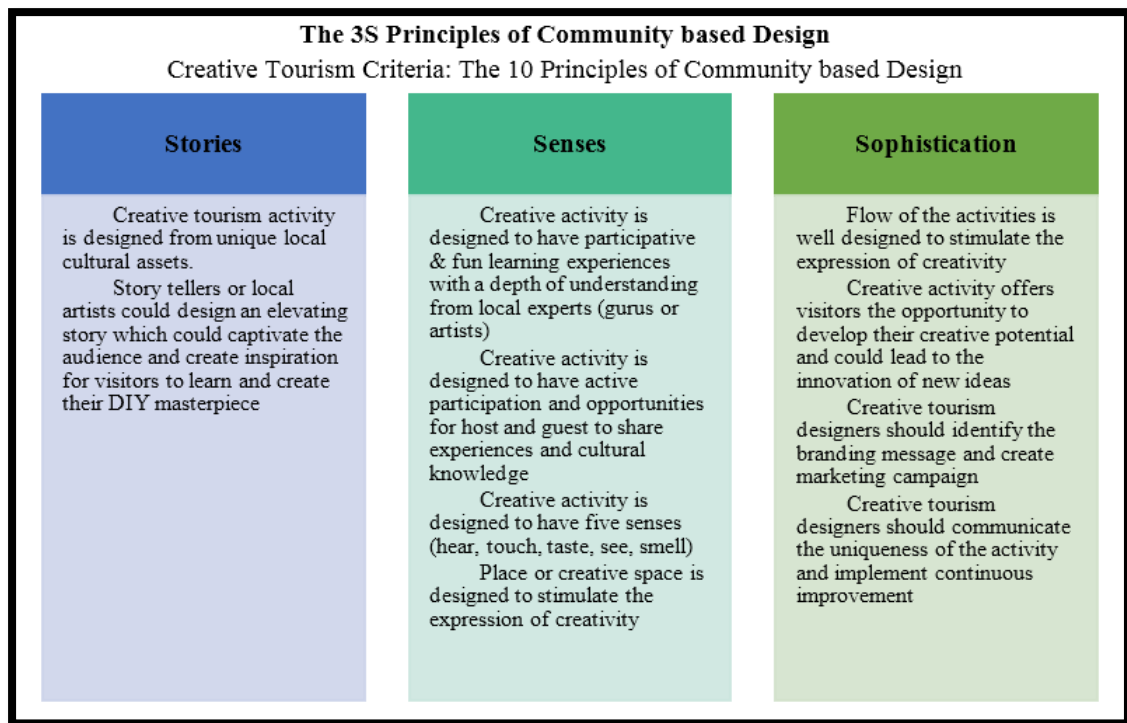 The 3S Principles of Community based Design
Creative Tourism Criteria: The 10 Principles of Community based Design
Stories
Creative tourism activity
is designed from unique local
cultural assets.
Story tellers or local
artists could design an elevating
story which could captivate the
audience and create inspiration
for visitors to learn and create
their DIY masterpiece
Senses
Creative activity is
designed to have participative
& fun learning experiences
with a depth of understanding
from local experts (gurus or
artists)
Creative activity is
designed to have active
participation and opportunities
for host and guest to share
experiences and cultural
knowledge
Creative activity is
designed to have five senses
(hear, touch, taste, see, smell)
Place or creative space is
designed to stimulate the
expression of creativity
Sophistication
Flow of the activities is
well designed to stimulate the
expression of creativity
Creative activity offers
visitors the opportunity to
develop their creative potential
and could lead to the
innovation of new ideas
Creative tourism
designers should identify the
branding message and create
marketing campaign
Creative tourism
designers should communicate
the uniqueness of the activity
and implement continuous
improvement